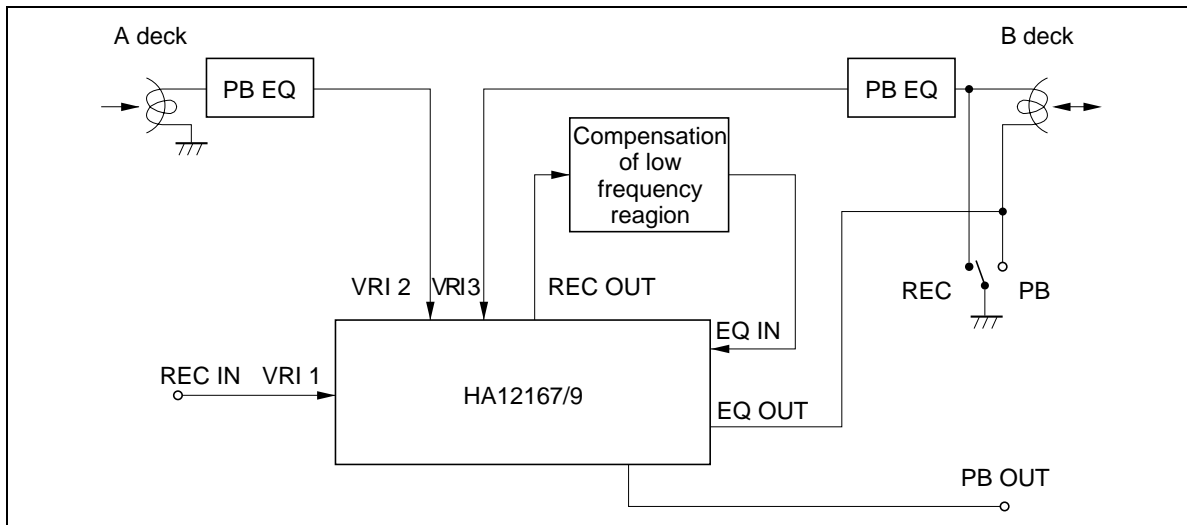 A deck
B deck
PB EQ
PB EQ
Compensation
of low
frequency
reagion
VRI 2
VRI3
REC OUT
REC
PB
EQ IN
REC IN
VRI 1
HA12167/9
EQ OUT
PB OUT